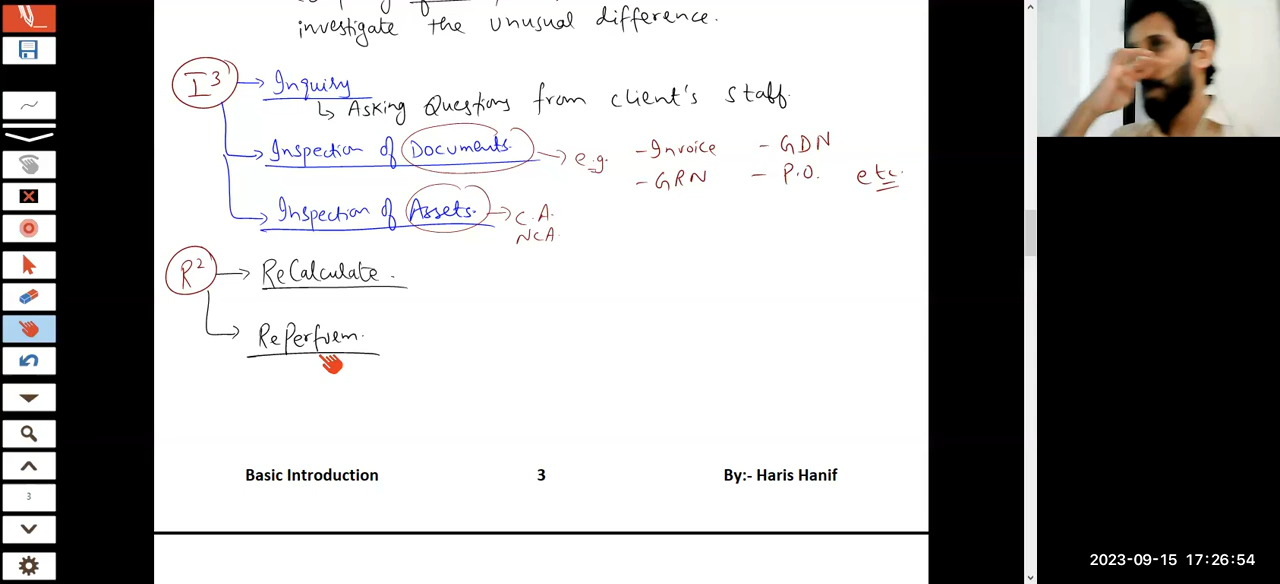 investigate the unusual difference.
I³ → Inquiry
↳ Asking Questions from client's staff.
→ Inspection of Documents. → e.g. - Invoice - GDN
- GRN - P.O. etc.
→ Inspection of Assets. → C.A.
NCA.
R² → ReCalculate.
→ RePerform.
3
Basic Introduction 3 By:- Haris Hanif
2023-09-15 17:26:54